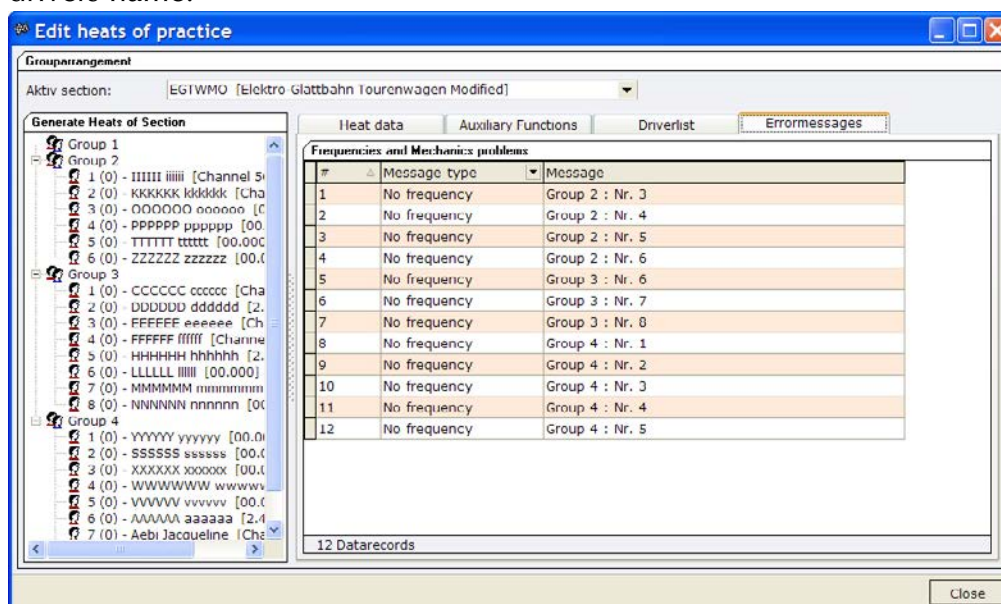 Edit heats of practice
Grouparrangement
Aktiv section: EGTWMO [Elektro-Glattbahn Tourenwagen Modified]
Generate Heats of Section
Heat data Auxiliary Functions Driverlist Errormessages
Group 1
Group 2
1 (0) - IIIIII iiiiii [Channel 5
2 (0) - KKKKKK kkkkkk [Cha
3 (0) - OOOOOO oooooo [C
4 (0) - PPPPPP pppppp [00.
5 (0) - TTTTTT tttttt [00.000
6 (0) - ZZZZZZ zzzzzz [00.0
Group 3
1 (0) - CCCCCC cccccc [Cha
2 (0) - DDDDDD dddddd [2.
3 (0) - EEEEEE eeeeee [Ch
4 (0) - FFFFFF ffffff [Channe
5 (0) - HHHHHH hhhhhh [2.
6 (0) - LLLLLL llllll [00.000]
7 (0) - MMMMMM mmmmmm
8 (0) - NNNNNN nnnnnn [00
Group 4
1 (0) - YYYYYY yyyyyy [00.00
2 (0) - SSSSSS ssssss [00.0
3 (0) - XXXXXX xxxxxx [00.0
4 (0) - WWWWWW wwwww
5 (0) - VVVVVV vvvvvv [00.0
6 (0) - AAAAAA aaaaaa [2.4
7 (0) - Aebi Jacqueline [Cha
Frequencies and Mechanics problems
# Message type Message
1 No frequency Group 2 : Nr. 3
2 No frequency Group 2 : Nr. 4
3 No frequency Group 2 : Nr. 5
4 No frequency Group 2 : Nr. 6
5 No frequency Group 3 : Nr. 6
6 No frequency Group 3 : Nr. 7
7 No frequency Group 3 : Nr. 8
8 No frequency Group 4 : Nr. 1
9 No frequency Group 4 : Nr. 2
10 No frequency Group 4 : Nr. 3
11 No frequency Group 4 : Nr. 4
12 No frequency Group 4 : Nr. 5
12 Datarecords
Close